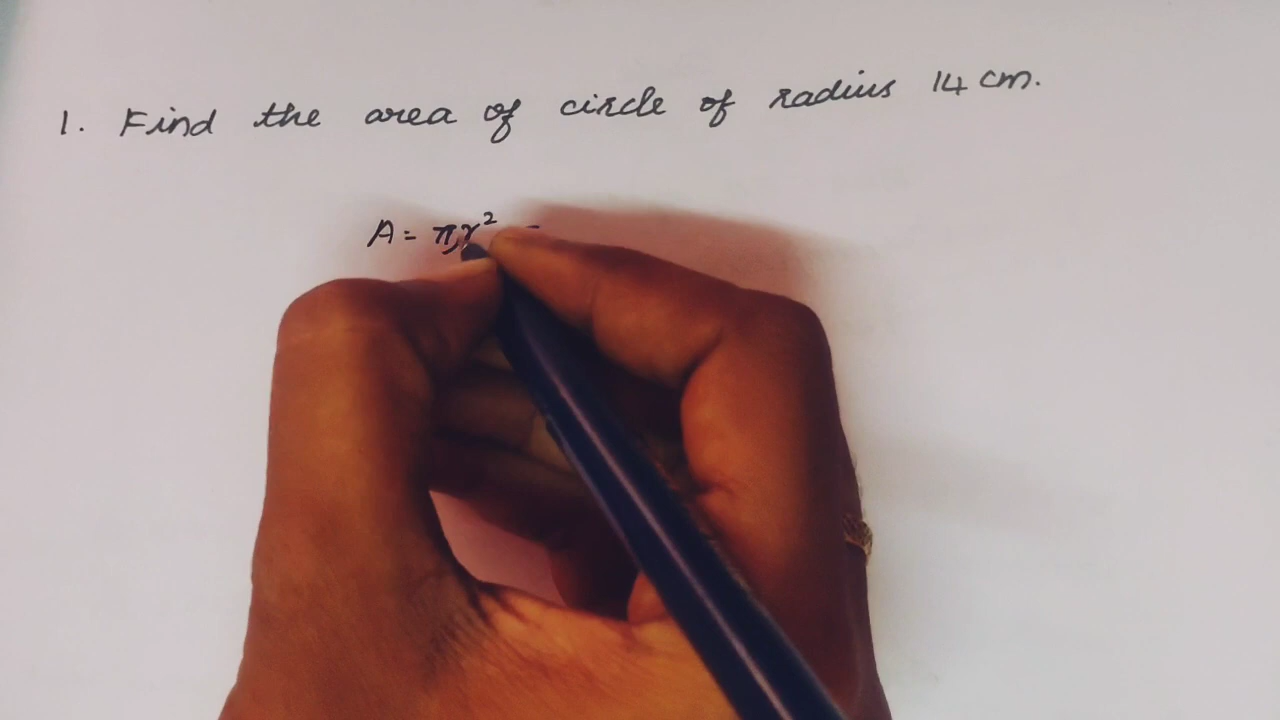 1. Find the area of circle of radius 14 cm.
A = πr²